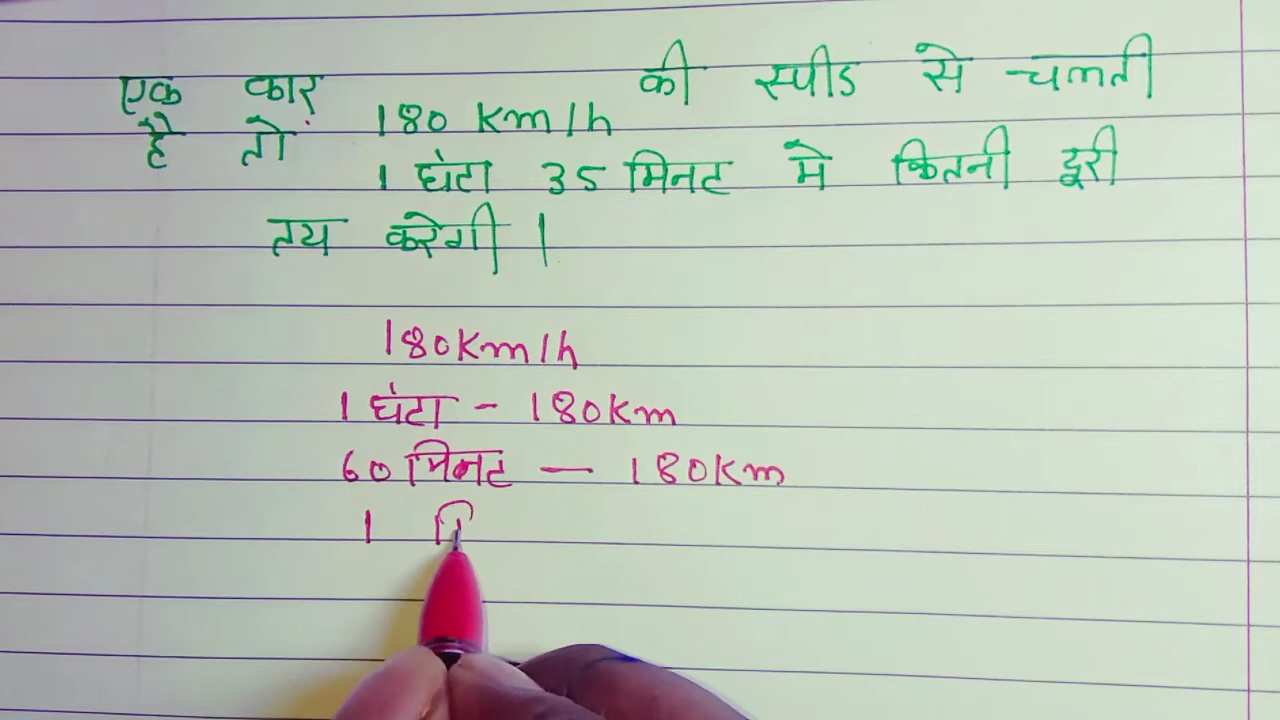 एक कार 180 km/h की स्पीड से चलती
है तो 1 घंटा 35 मिनट मे कितनी दूरी
तय करेगी।
180km/h
1 घंटा - 180km
60 मिनट — 180km
1 मि